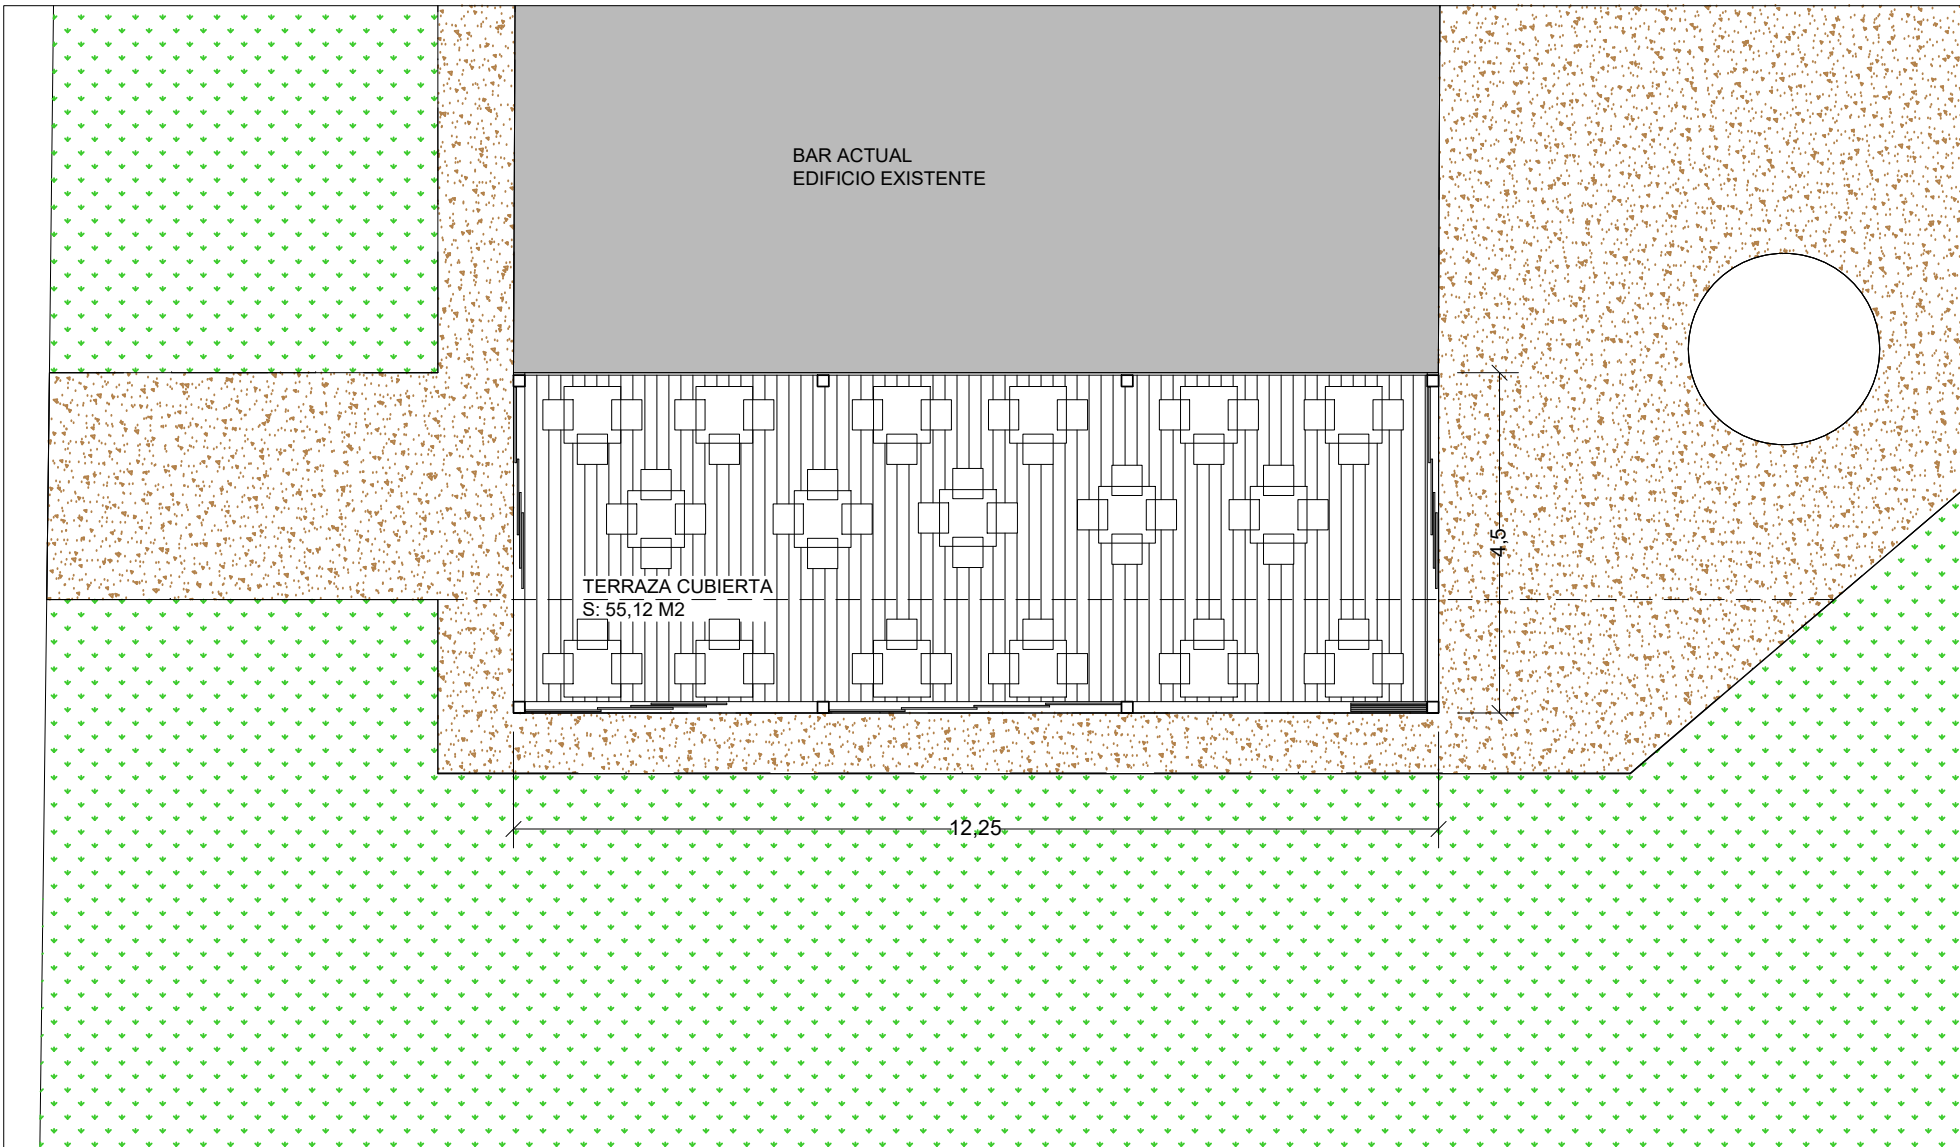 BAR ACTUAL
EDIFICIO EXISTENTE
4,5
TERRAZA CUBIERTA
S: 55,12 M2
12,25